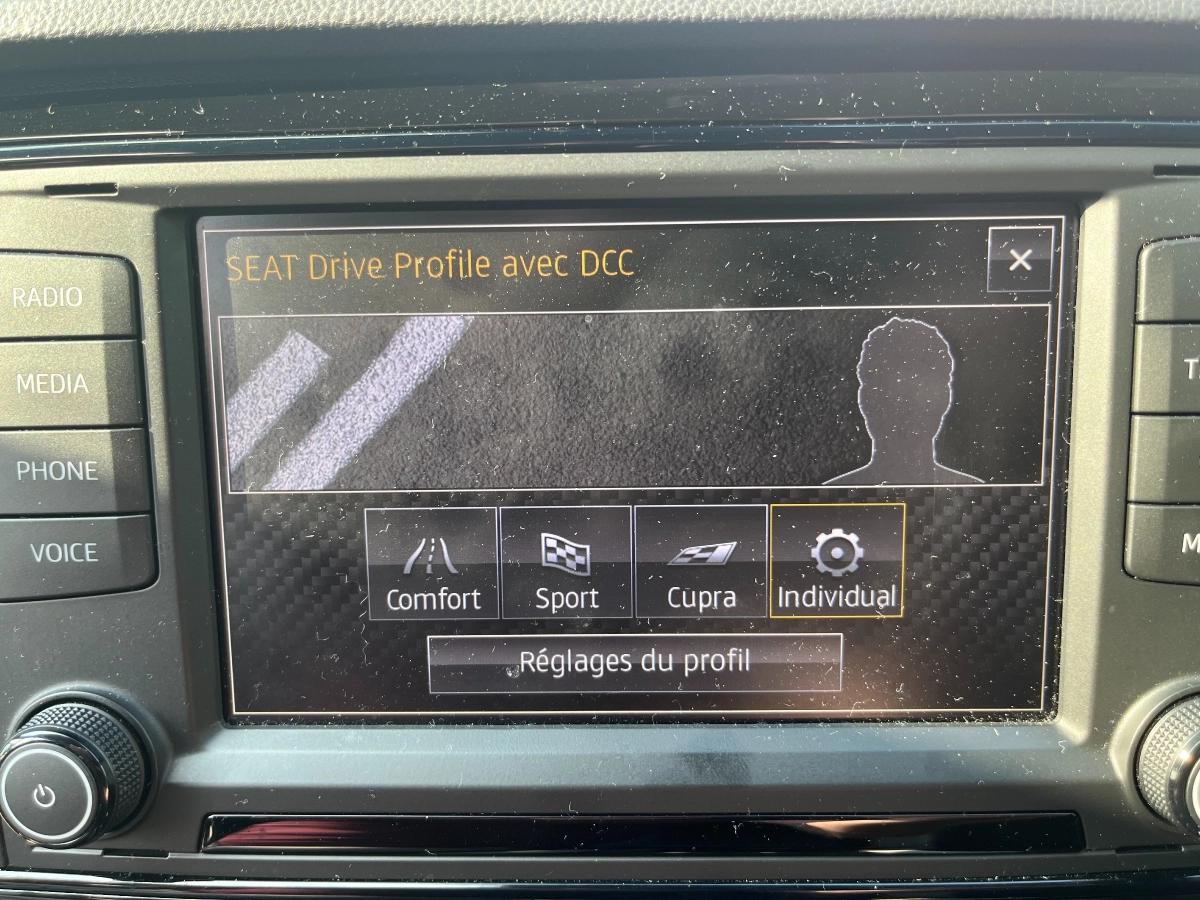 SEAT Drive Profile avec DCC
RADIO
MEDIA
PHONE
VOICE
Comfort
Sport
Cupra
Individual
Réglages du profil